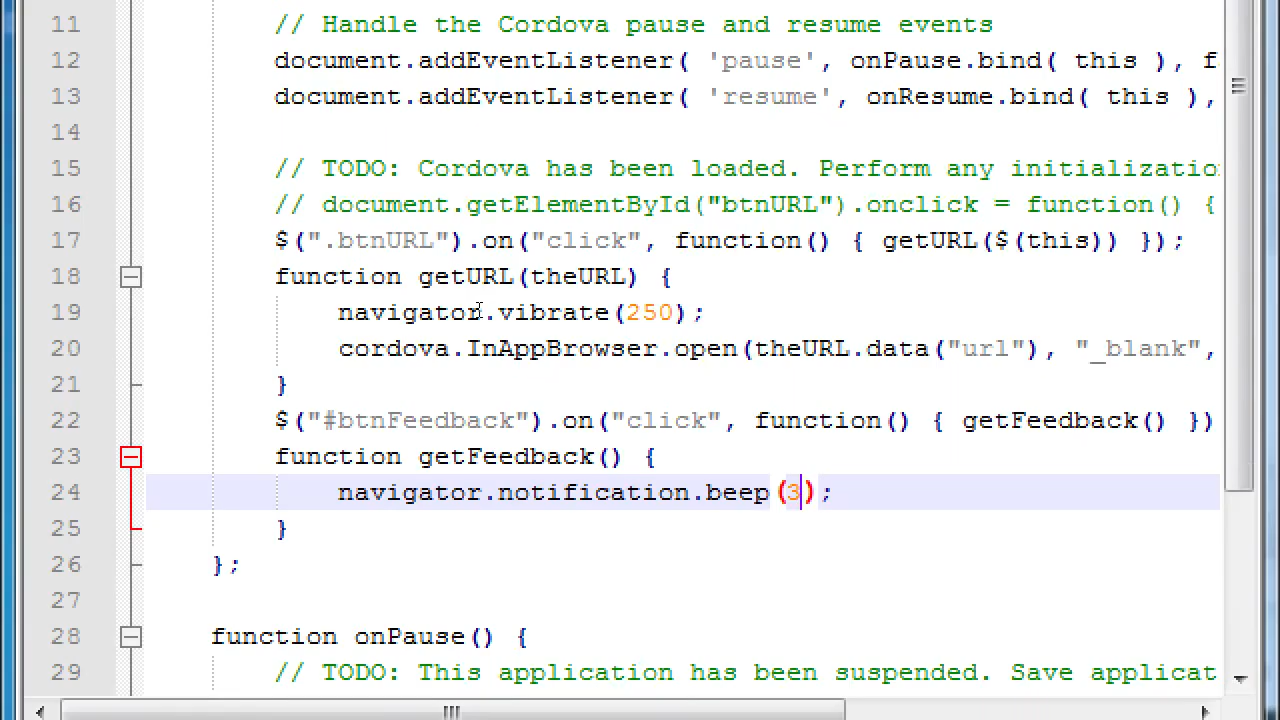 11 // Handle the Cordova pause and resume events
12 document.addEventListener( 'pause', onPause.bind( this ), f
13 document.addEventListener( 'resume', onResume.bind( this ),
14
15 // TODO: Cordova has been loaded. Perform any initializatio
16 // document.getElementById("btnURL").onclick = function() {
17 $(".btnURL").on("click", function() { getURL($(this)) });
18 function getURL(theURL) {
19 navigator.vibrate(250);
20 cordova.InAppBrowser.open(theURL.data("url"), "_blank",
21 }
22 $("#btnFeedback").on("click", function() { getFeedback() })
23 function getFeedback() {
24 navigator.notification.beep(3);
25 }
26 };
27
28 function onPause() {
29 // TODO: This application has been suspended. Save applicat